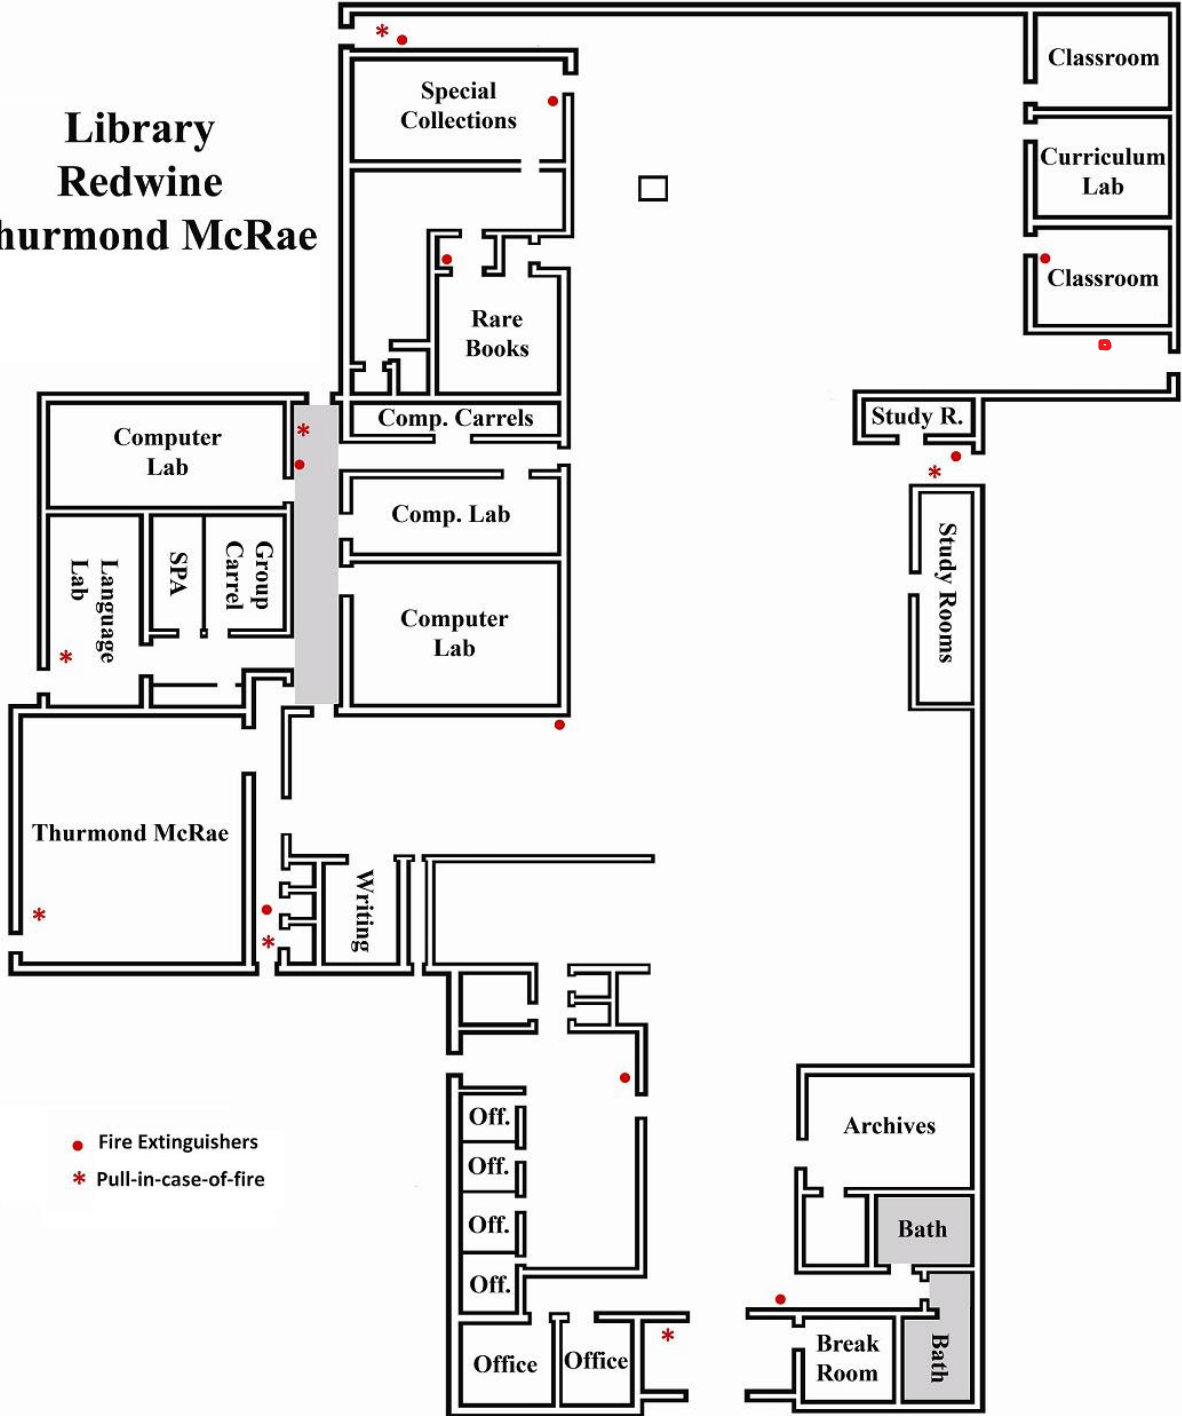 Library
Redwine
hurmond McRae
Special
Collections
Classroom
Curriculum
Lab
Classroom
Rare
Books
Comp. Carrels
Study R.
Computer
Lab
Comp. Lab
Language
Lab
SPA
Group
Carrel
Computer
Lab
Study Rooms
Thurmond McRae
Writing
Archives
Off.
Off.
Off.
Off.
Bath
Office
Office
Break
Room
Bath
Fire Extinguishers
* Pull-in-case-of-fire